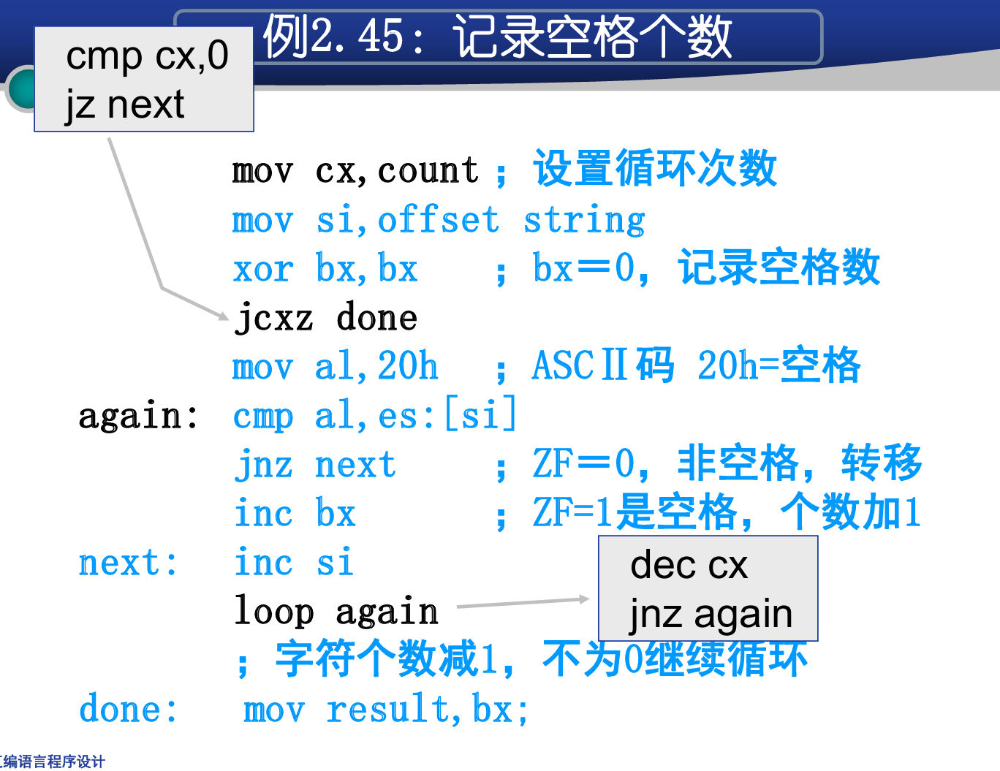 例2.45：记录空格个数
cmp cx,0
jz next
mov cx,count ；设置循环次数
mov si,offset string
xor bx,bx ；bx＝0，记录空格数
jcxz done
mov al,20h ；ASCⅡ码 20h=空格
again: cmp al,es:[si]
jnz next ；ZF＝0，非空格，转移
inc bx ；ZF=1是空格，个数加1
next: inc si
dec cx
loop again
jnz again
；字符个数减1，不为0继续循环
done: mov result,bx;
编语言程序设计